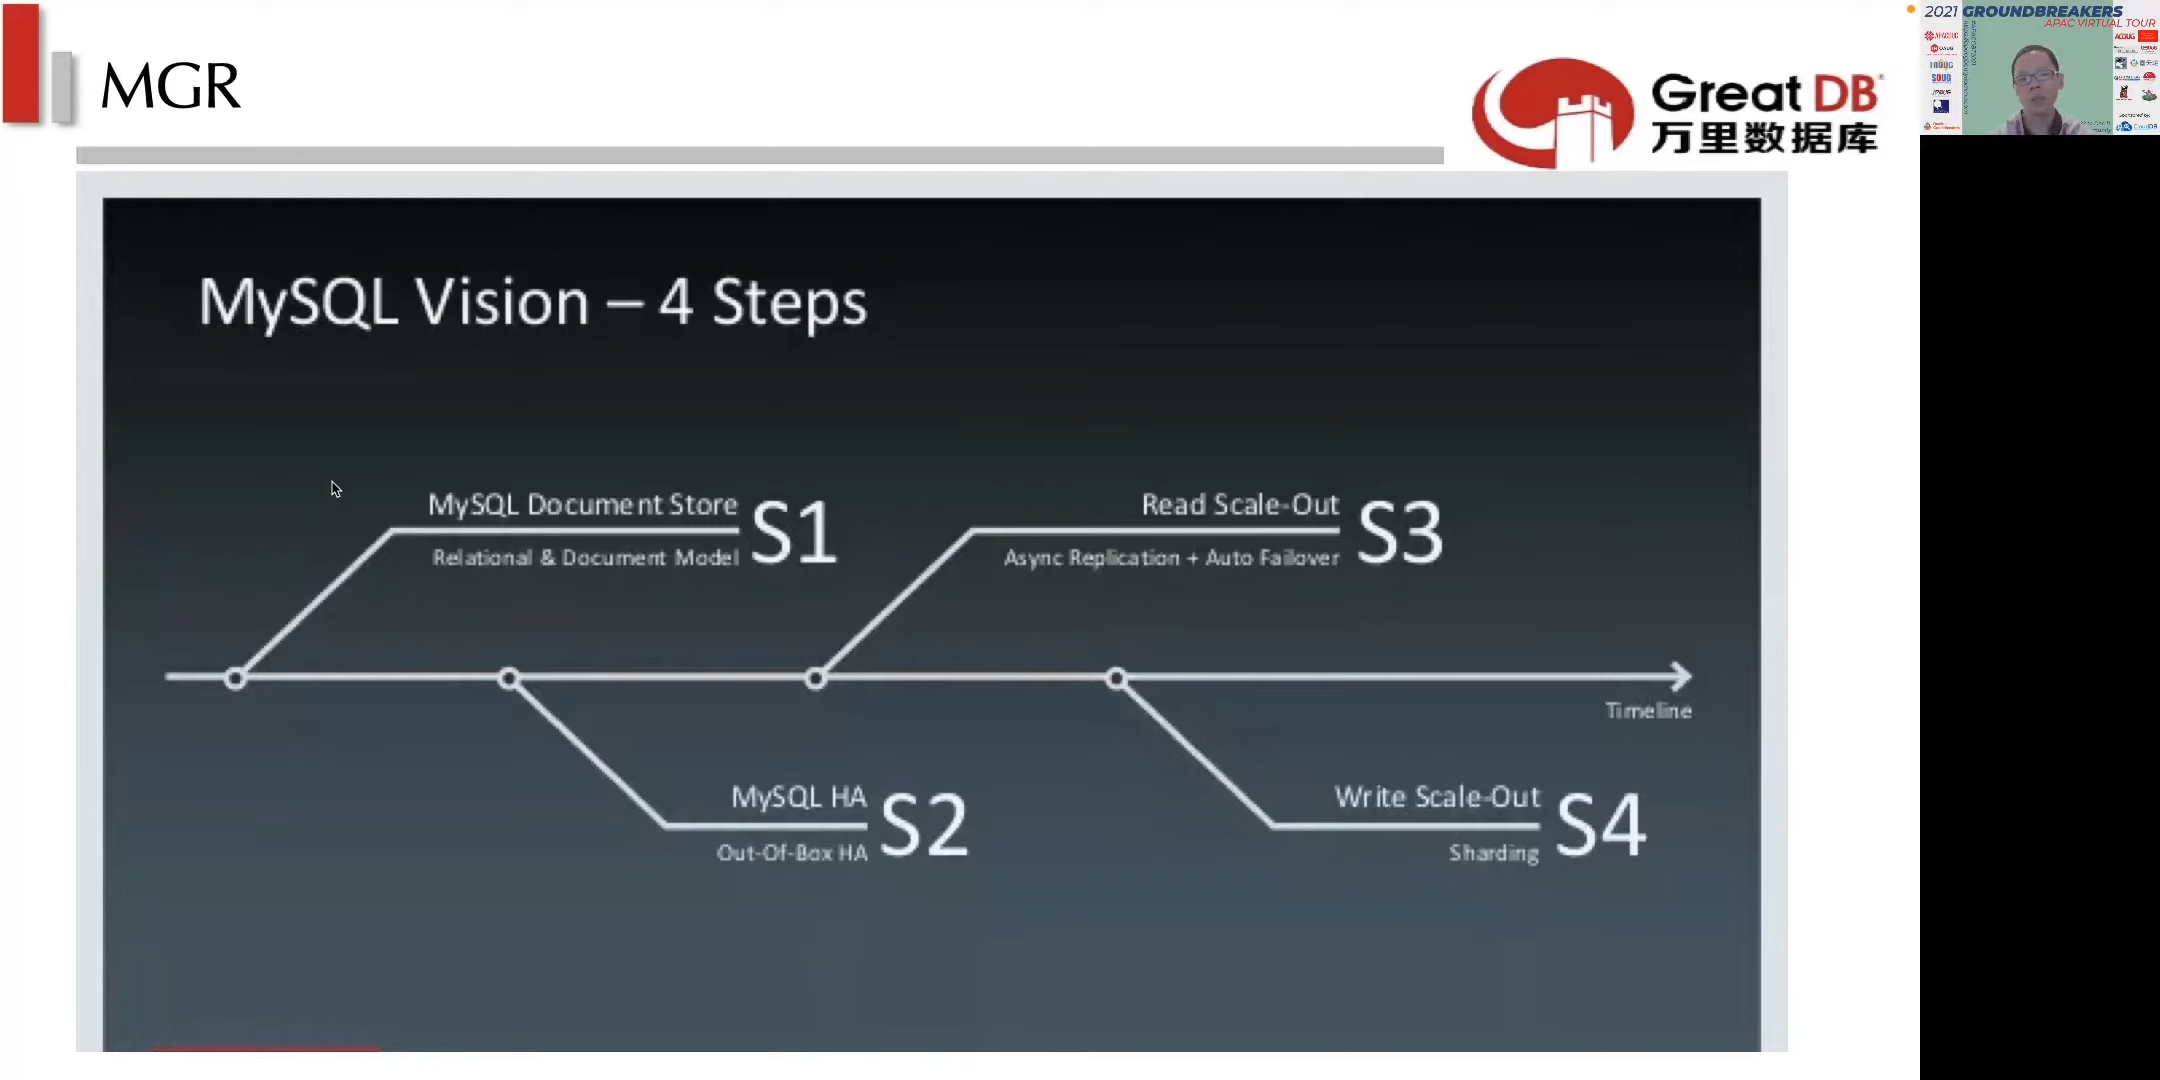 MGR
Great DB
万里数据库
2021 GROUNDBREAKERS
APAC VIRTUAL TOUR
MySQL Vision – 4 Steps
MySQL Document Store
Relational & Document Model
S1
Read Scale-Out
Async Replication + Auto Failover
S3
Timeline
MySQL HA
Out-Of-Box HA
S2
Write Scale-Out
Sharding
S4